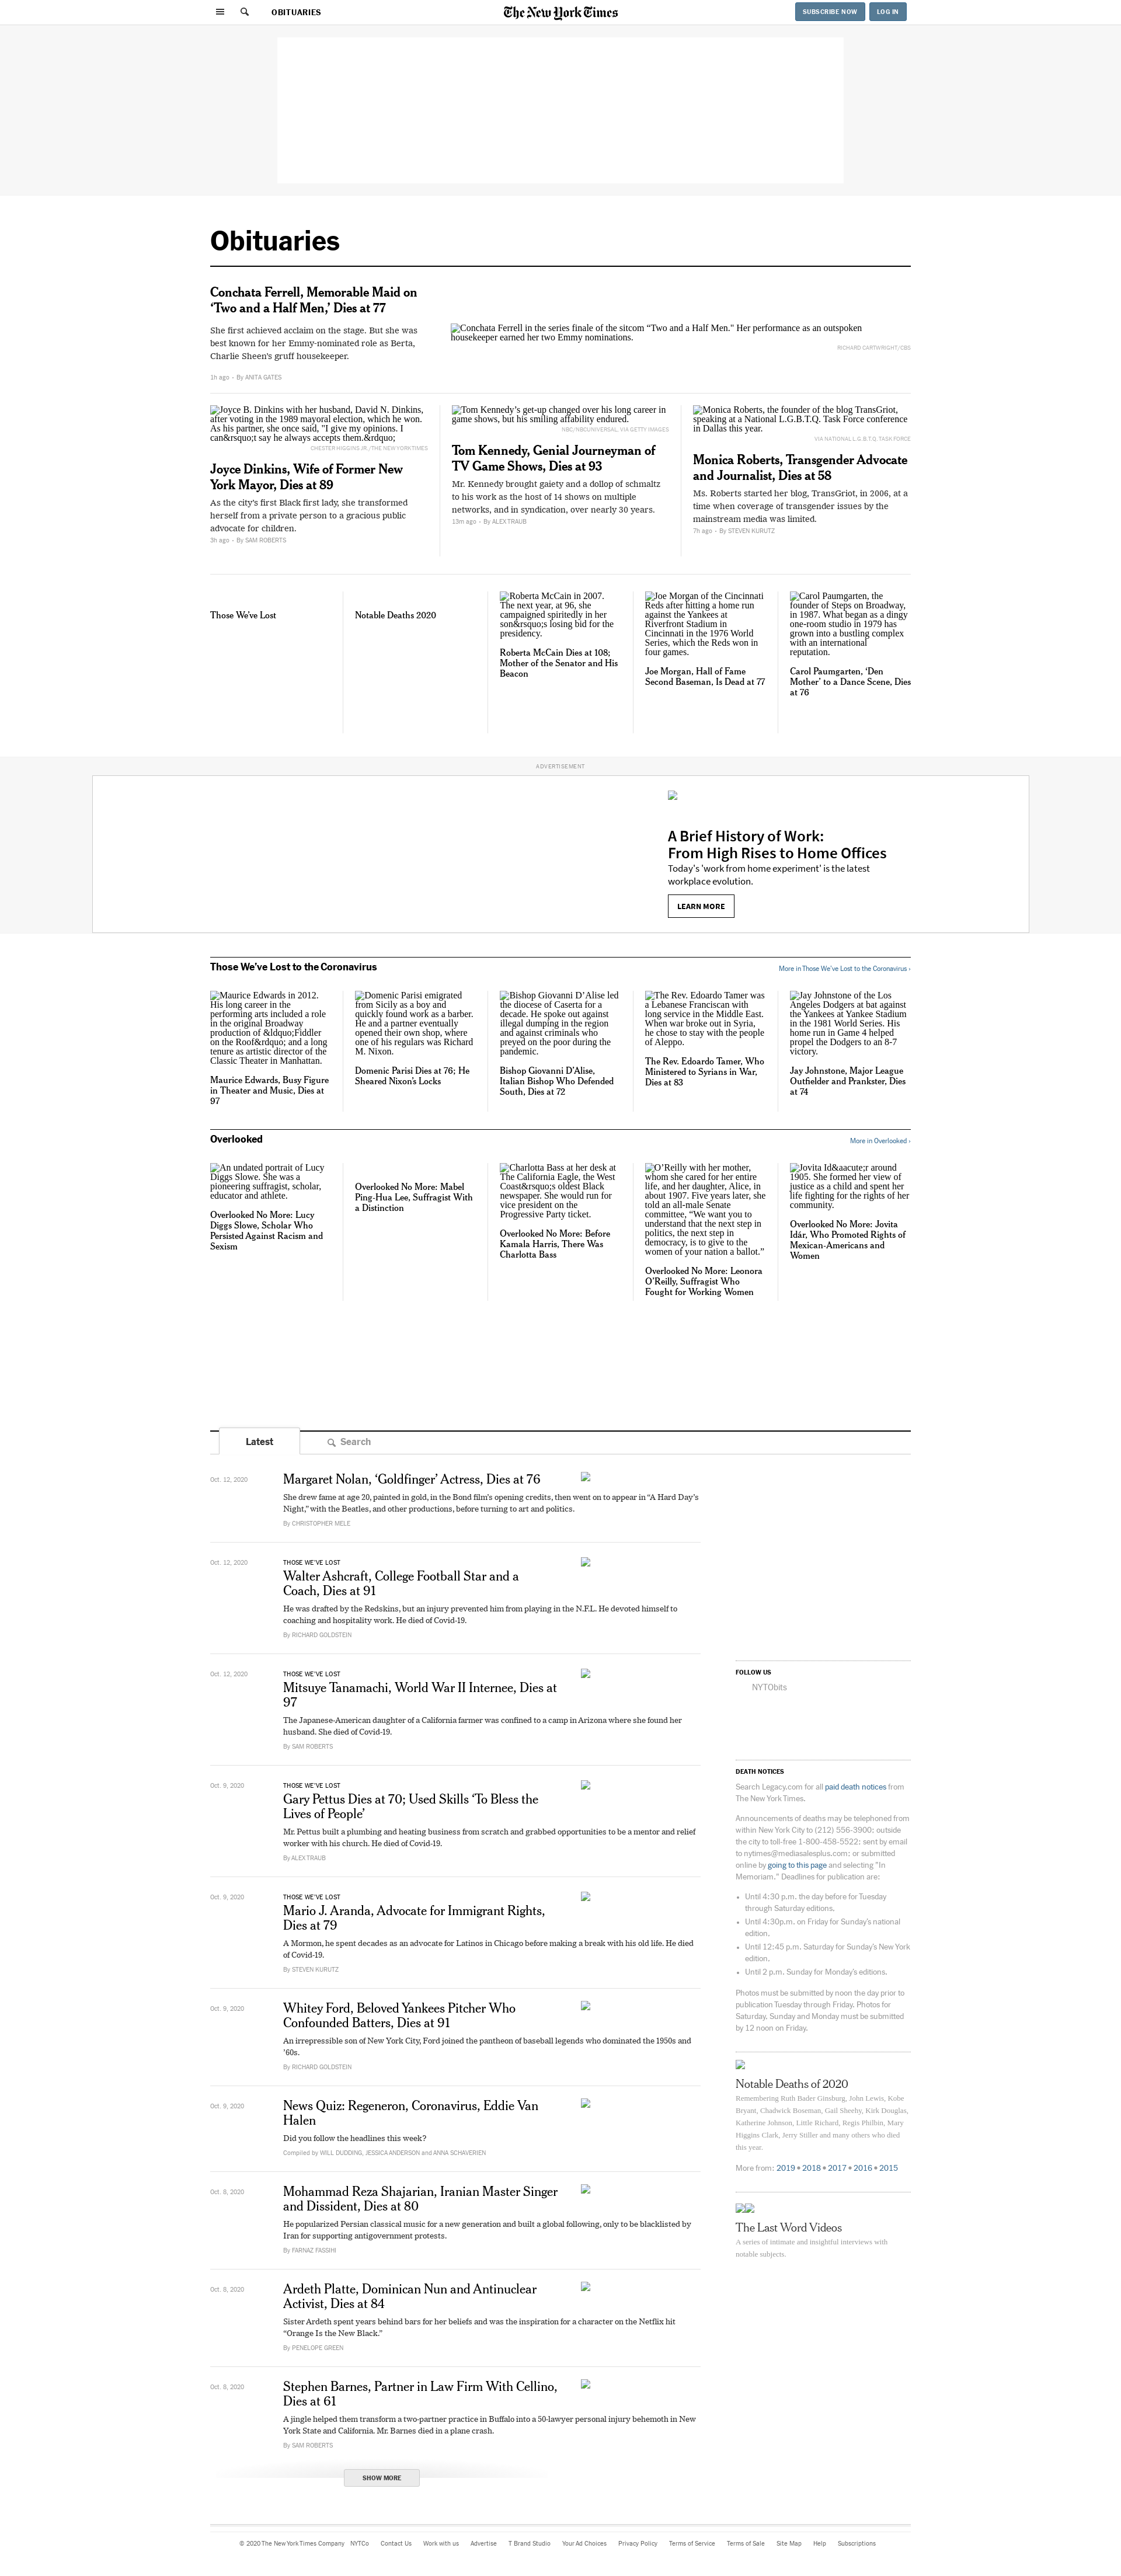 OBITUARIES
The New York Times
SUBSCRIBE NOW
LOG IN
Obituaries
Conchata Ferrell, Memorable Maid on
‘Two and a Half Men,’ Dies at 77
She first achieved acclaim on the stage. But she was
best known for her Emmy-nominated role as Berta,
Charlie Sheen’s gruff housekeeper.
1h ago - By ANITA GATES
Conchata Ferrell in the series finale of the sitcom “Two and a Half Men." Her performance as an outspoken
housekeeper earned her two Emmy nominations.
RICHARD CARTWRIGHT/CBS
Joyce B. Dinkins with her husband, David N. Dinkins,
after voting in the 1989 mayoral election, which he won.
As his partner, she once said, "I give my opinions. I
can&rsquo;t say he always accepts them.&rdquo;
CHESTER HIGGINS JR./THE NEW YORK TIMES
Joyce Dinkins, Wife of Former New
York Mayor, Dies at 89
As the city’s first Black first lady, she transformed
herself from a private person to a gracious public
advocate for children.
3h ago - By SAM ROBERTS
Tom Kennedy’s get-up changed over his long career in
game shows, but his smiling affability endured.
NBC/NBCUNIVERSAL, VIA GETTY IMAGES
Tom Kennedy, Genial Journeyman of
TV Game Shows, Dies at 93
Mr. Kennedy brought gaiety and a dollop of schmaltz
to his work as the host of 14 shows on multiple
networks, and in syndication, over nearly 30 years.
13m ago - By ALEX TRAUB
Monica Roberts, the founder of the blog TransGriot,
speaking at a National L.G.B.T.Q. Task Force conference
in Dallas this year.
VIA NATIONAL L.G.B.T.Q. TASK FORCE
Monica Roberts, Transgender Advocate
and Journalist, Dies at 58
Ms. Roberts started her blog, TransGriot, in 2006, at a
time when coverage of transgender issues by the
mainstream media was limited.
7h ago - By STEVEN KURUTZ
Those We’ve Lost
Notable Deaths 2020
Roberta McCain in 2007.
The next year, at 96, she
campaigned spiritedly in her
son&rsquo;s losing bid for the
presidency.
Roberta McCain Dies at 108;
Mother of the Senator and His
Beacon
Joe Morgan of the Cincinnati
Reds after hitting a home run
against the Yankees at
Riverfront Stadium in
Cincinnati in the 1976 World
Series, which the Reds won in
four games.
Joe Morgan, Hall of Fame
Second Baseman, Is Dead at 77
Carol Paumgarten, the
founder of Steps on Broadway,
in 1987. What began as a dingy
one-room studio in 1979 has
grown into a bustling complex
with an international
reputation.
Carol Paumgarten, ‘Den
Mother’ to a Dance Scene, Dies
at 76
ADVERTISEMENT
A Brief History of Work:
From High Rises to Home Offices
Today's 'work from home experiment' is the latest
workplace evolution.
LEARN MORE
Those We’ve Lost to the Coronavirus
More in Those We’ve Lost to the Coronavirus ›
Maurice Edwards in 2012.
His long career in the
performing arts included a role
in the original Broadway
production of &ldquo;Fiddler
on the Roof&rdquo; and a long
tenure as artistic director of the
Classic Theater in Manhattan.
Maurice Edwards, Busy Figure
in Theater and Music, Dies at
97
Domenic Parisi emigrated
from Sicily as a boy and
quickly found work as a barber.
He and a partner eventually
opened their own shop, where
one of his regulars was Richard
M. Nixon.
Domenic Parisi Dies at 76; He
Sheared Nixon’s Locks
Bishop Giovanni D’Alise led
the diocese of Caserta for a
decade. He spoke out against
illegal dumping in the region
and against criminals who
preyed on the poor during the
pandemic.
Bishop Giovanni D’Alise,
Italian Bishop Who Defended
South, Dies at 72
The Rev. Edoardo Tamer was
a Lebanese Franciscan with
long service in the Middle East.
When war broke out in Syria,
he chose to stay with the people
of Aleppo.
The Rev. Edoardo Tamer, Who
Ministered to Syrians in War,
Dies at 83
Jay Johnstone of the Los
Angeles Dodgers at bat against
the Yankees at Yankee Stadium
in the 1981 World Series. His
home run in Game 4 helped
propel the Dodgers to an 8-7
victory.
Jay Johnstone, Major League
Outfielder and Prankster, Dies
at 74
Overlooked
More in Overlooked ›
An undated portrait of Lucy
Diggs Slowe. She was a
pioneering suffragist, scholar,
educator and athlete.
Overlooked No More: Lucy
Diggs Slowe, Scholar Who
Persisted Against Racism and
Sexism
Overlooked No More: Mabel
Ping-Hua Lee, Suffragist With
a Distinction
Charlotta Bass at her desk at
The California Eagle, the West
Coast&rsquo;s oldest Black
newspaper. She would run for
vice president on the
Progressive Party ticket.
Overlooked No More: Before
Kamala Harris, There Was
Charlotta Bass
O’Reilly with her mother,
whom she cared for her entire
life, and her daughter, Alice, in
about 1907. Five years later, she
told an all-male Senate
committee, “We want you to
understand that the next step in
politics, the next step in
democracy, is to give to the
women of your nation a ballot.”
Overlooked No More: Leonora
O’Reilly, Suffragist Who
Fought for Working Women
Jovita Id&aacute;r around
1905. She formed her view of
justice as a child and spent her
life fighting for the rights of her
community.
Overlooked No More: Jovita
Idár, Who Promoted Rights of
Mexican-Americans and
Women
Latest
Search
Oct. 12, 2020
Margaret Nolan, ‘Goldfinger’ Actress, Dies at 76
She drew fame at age 20, painted in gold, in the Bond film’s opening credits, then went on to appear in “A Hard Day’s
Night,” with the Beatles, and other productions, before turning to art and politics.
By CHRISTOPHER MELE
Oct. 12, 2020
THOSE WE’VE LOST
Walter Ashcraft, College Football Star and a
Coach, Dies at 91
He was drafted by the Redskins, but an injury prevented him from playing in the N.F.L. He devoted himself to
coaching and hospitality work. He died of Covid-19.
By RICHARD GOLDSTEIN
Oct. 12, 2020
THOSE WE’VE LOST
Mitsuye Tanamachi, World War II Internee, Dies at
97
The Japanese-American daughter of a California farmer was confined to a camp in Arizona where she found her
husband. She died of Covid-19.
By SAM ROBERTS
Oct. 9, 2020
THOSE WE’VE LOST
Gary Pettus Dies at 70; Used Skills ‘To Bless the
Lives of People’
Mr. Pettus built a plumbing and heating business from scratch and grabbed opportunities to be a mentor and relief
worker with his church. He died of Covid-19.
By ALEX TRAUB
Oct. 9, 2020
THOSE WE’VE LOST
Mario J. Aranda, Advocate for Immigrant Rights,
Dies at 79
A Mormon, he spent decades as an advocate for Latinos in Chicago before making a break with his old life. He died
of Covid-19.
By STEVEN KURUTZ
Oct. 9, 2020
Whitey Ford, Beloved Yankees Pitcher Who
Confounded Batters, Dies at 91
An irrepressible son of New York City, Ford joined the pantheon of baseball legends who dominated the 1950s and
’60s.
By RICHARD GOLDSTEIN
Oct. 9, 2020
News Quiz: Regeneron, Coronavirus, Eddie Van
Halen
Did you follow the headlines this week?
Compiled by WILL DUDDING, JESSICA ANDERSON and ANNA SCHAVERIEN
Oct. 8, 2020
Mohammad Reza Shajarian, Iranian Master Singer
and Dissident, Dies at 80
He popularized Persian classical music for a new generation and built a global following, only to be blacklisted by
Iran for supporting antigovernment protests.
By FARNAZ FASSIHI
Oct. 8, 2020
Ardeth Platte, Dominican Nun and Antinuclear
Activist, Dies at 84
Sister Ardeth spent years behind bars for her beliefs and was the inspiration for a character on the Netflix hit
“Orange Is the New Black.”
By PENELOPE GREEN
Oct. 8, 2020
Stephen Barnes, Partner in Law Firm With Cellino,
Dies at 61
A jingle helped them transform a two-partner practice in Buffalo into a 50-lawyer personal injury behemoth in New
York State and California. Mr. Barnes died in a plane crash.
By SAM ROBERTS
SHOW MORE
FOLLOW US
NYTObits
DEATH NOTICES
Search Legacy.com for all paid death notices from
The New York Times.
Announcements of deaths may be telephoned from
within New York City to (212) 556-3900; outside
the city to toll-free 1-800-458-5522; sent by email
to nytimes@mediasalesplus.com; or submitted
online by going to this page and selecting "In
Memoriam." Deadlines for publication are:
• Until 4:30 p.m. the day before for Tuesday
through Saturday editions.
• Until 4:30p.m. on Friday for Sunday’s national
edition.
• Until 12:45 p.m. Saturday for Sunday’s New York
edition.
• Until 2 p.m. Sunday for Monday’s editions.
Photos must be submitted by noon the day prior to
publication Tuesday through Friday. Photos for
Saturday, Sunday and Monday must be submitted
by 12 noon on Friday.
Notable Deaths of 2020
Remembering Ruth Bader Ginsburg, John Lewis, Kobe
Bryant, Chadwick Boseman, Gail Sheehy, Kirk Douglas,
Katherine Johnson, Little Richard, Regis Philbin, Mary
Higgins Clark, Jerry Stiller and many others who died
this year.
More from: 2019 • 2018 • 2017 • 2016 • 2015
The Last Word Videos
A series of intimate and insightful interviews with
notable subjects.
© 2020 The New York Times Company NYTCo Contact Us Work with us Advertise T Brand Studio Your Ad Choices Privacy Policy Terms of Service Terms of Sale Site Map Help Subscriptions